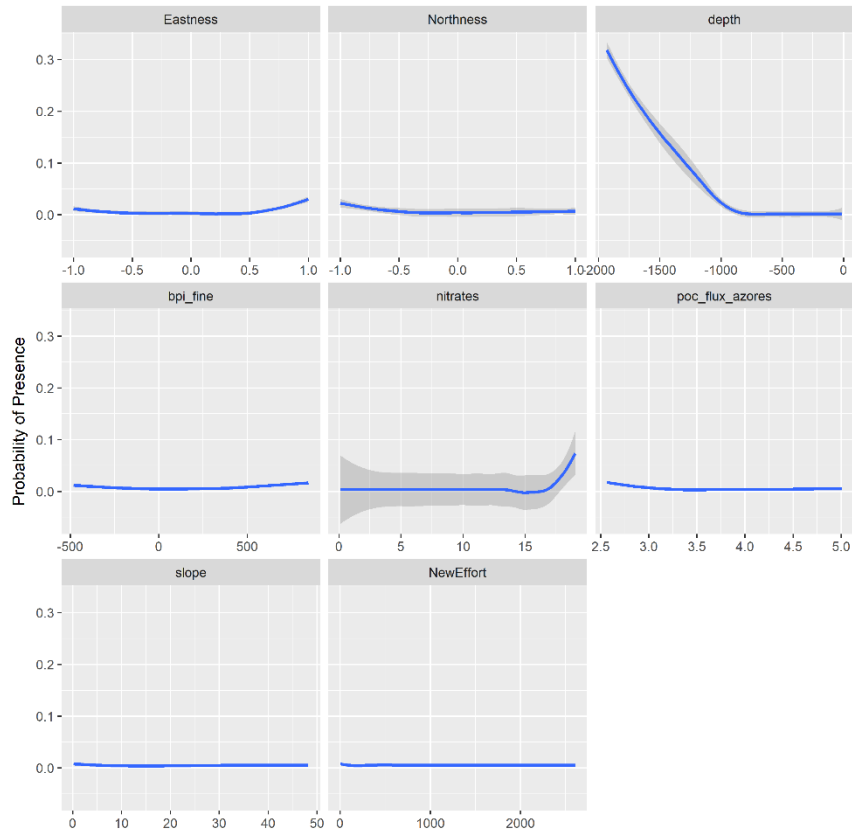 Eastness Northness depth
0.3
0.2
0.1
0.0
-1.0 -0.5 0.0 0.5 1.0 -1.0 -0.5 0.0 0.5 1.0 -2000 -1500 -1000 -500 0
bpi_fine nitrates poc_flux_azores
0.3
0.2
0.1
0.0
-500 0 500 0 5 10 15 2.5 3.0 3.5 4.0 4.5 5.0
slope NewEffort
0.3
0.2
0.1
0.0
0 10 20 30 40 50 0 1000 2000
Probability of Presence